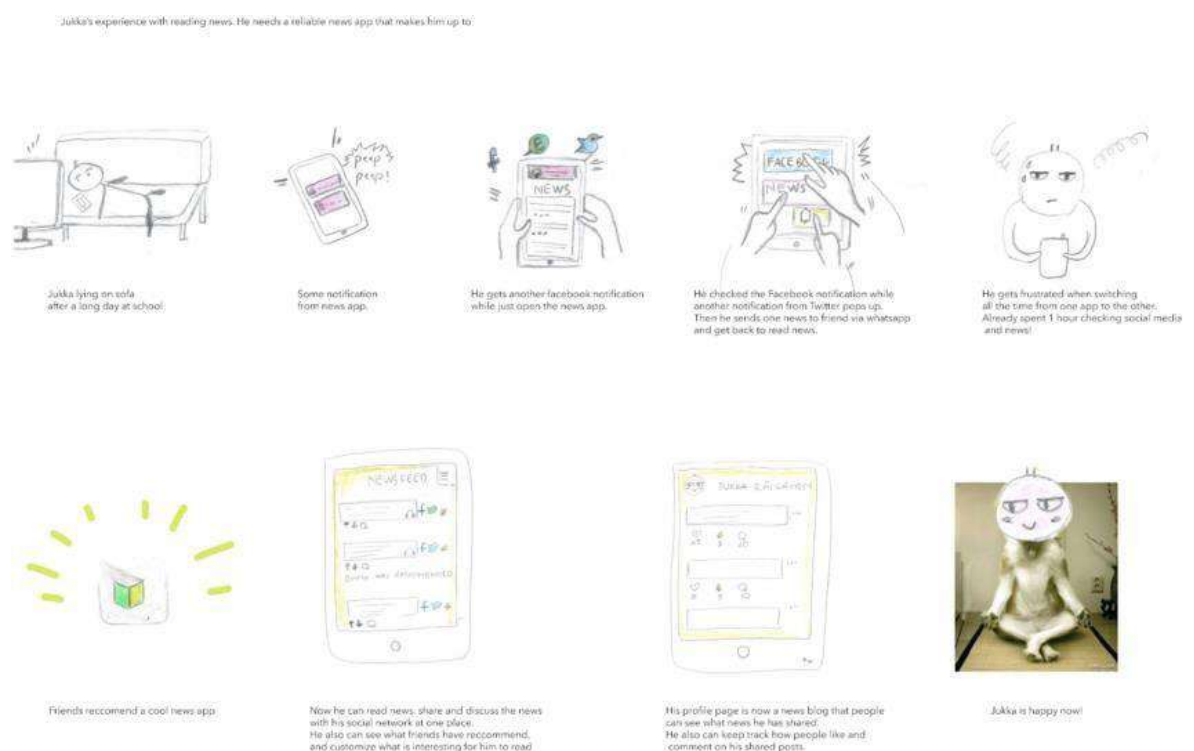 Jukka's experience with reading news. He needs a reliable news app that makes him up to
peep
peep!
NEWS
FACEBOOK
NEWS
Jukka lying on sofa
after a long day at school
Some notification
from news app.
He gets another facebook notification
while just open the news app.
He checked the Facebook notification while
another notification from Twitter pops up.
Then he sends one news to friend via whatsapp
and get back to read news.
He gets frustrated when switching
all the time from one app to the other.
Already spent 1 hour checking social media
and news!
NEWSFEED
JUKKA
Friends reccomend a cool news app
Now he can read news, share and discuss the news
with his social network at one place.
He also can see what friends have reccommend,
and customize what is interesting for him to read
His profile page is now a news blog that people
can see what news he has shared.
He also can keep track how people like and
comment on his shared posts.
Jukka is happy now!